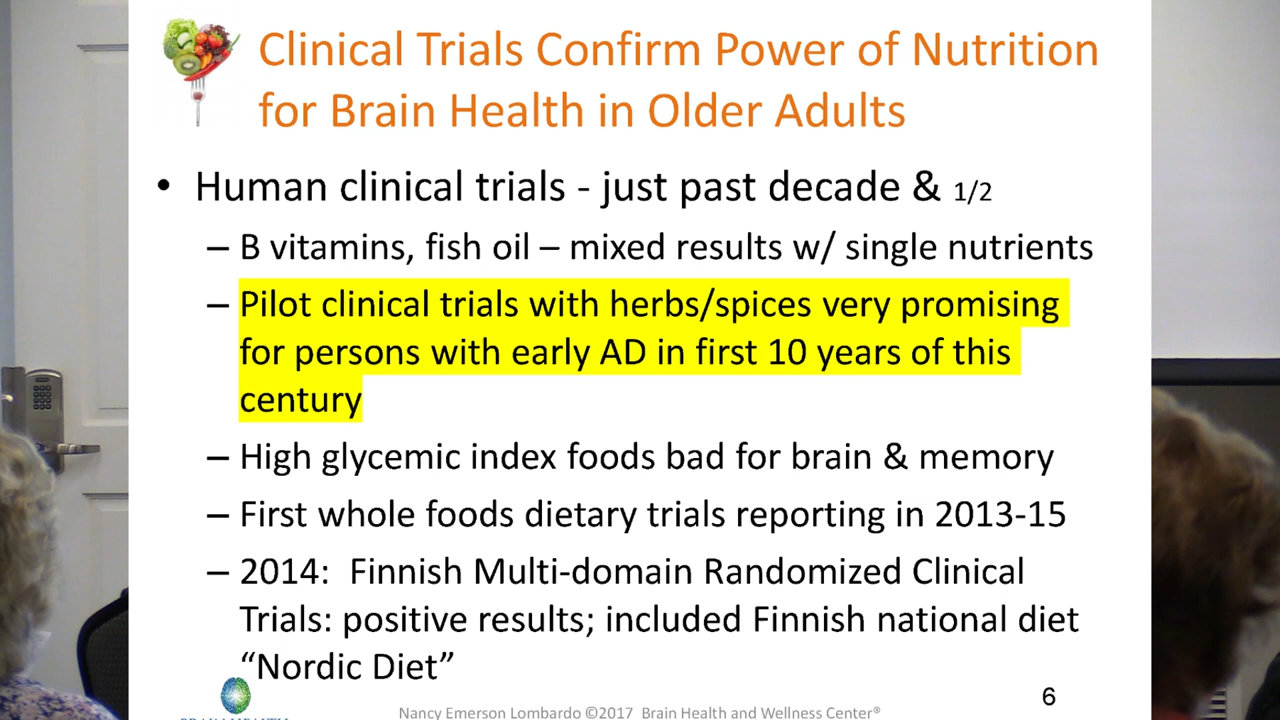 Clinical Trials Confirm Power of Nutrition
for Brain Health in Older Adults
• Human clinical trials - just past decade & 1/2
– B vitamins, fish oil – mixed results w/ single nutrients
– Pilot clinical trials with herbs/spices very promising
for persons with early AD in first 10 years of this
century
– High glycemic index foods bad for brain & memory
– First whole foods dietary trials reporting in 2013-15
– 2014:  Finnish Multi-domain Randomized Clinical
Trials: positive results; included Finnish national diet
“Nordic Diet”
BRAIN HEALTH
Nancy Emerson Lombardo ©2017  Brain Health and Wellness Center®
6